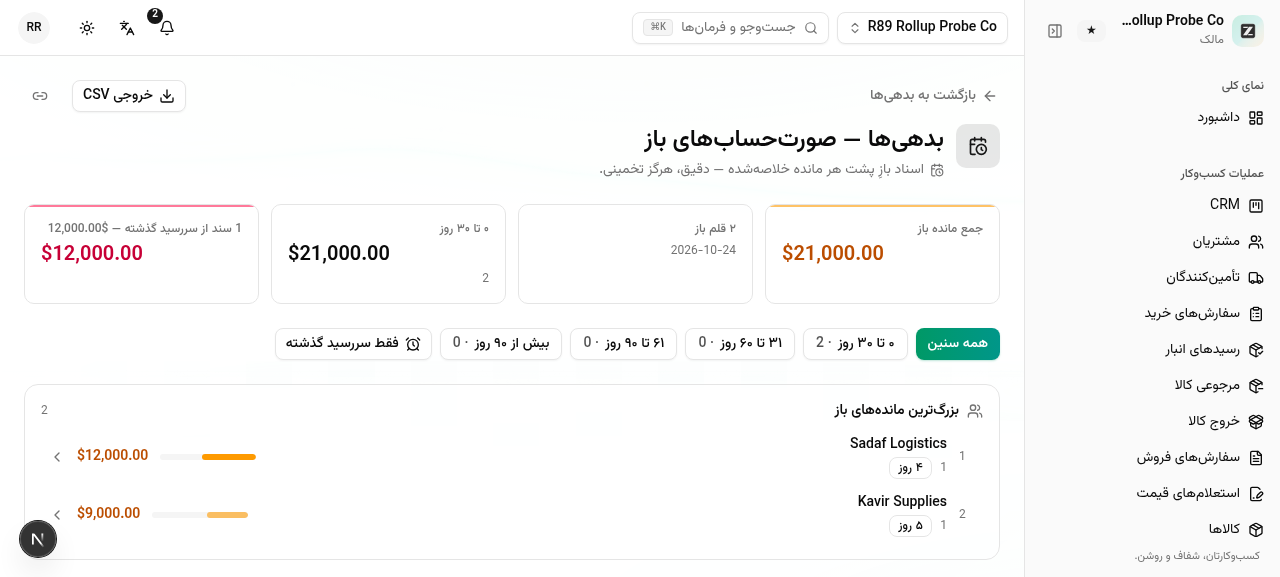 R89 Rollup Probe Co
جست‌وجو و فرمان‌ها
⌘K
2
RR
...ollup Probe Co
مالک
نمای کلی
داشبورد
عملیات کسب‌وکار
CRM
مشتریان
تأمین‌کنندگان
سفارش‌های خرید
رسیدهای انبار
مرجوعی کالا
خروج کالا
سفارش‌های فروش
استعلام‌های قیمت
کالاها
کسب‌وکارتان، شفاف و روشن.
بازگشت به بدهی‌ها
خروجی CSV
بدهی‌ها — صورت‌حساب‌های باز
اسناد بازِ پشت هر مانده خلاصه‌شده — دقیق، هرگز تخمینی.
جمع مانده باز
$21,000.00
۲ قلم باز
2026-10-24
۰ تا ۳۰ روز
$21,000.00
2
1 سند از سررسید گذشته — $12,000.00
$12,000.00
همه سنین
۰ تا ۳۰ روز · 2
۳۱ تا ۶۰ روز · 0
۶۱ تا ۹۰ روز · 0
بیش از ۹۰ روز · 0
فقط سررسید گذشته
بزرگ‌ترین مانده‌های باز
2
1
Sadaf Logistics
1
۴ روز
$12,000.00
2
Kavir Supplies
1
۵ روز
$9,000.00